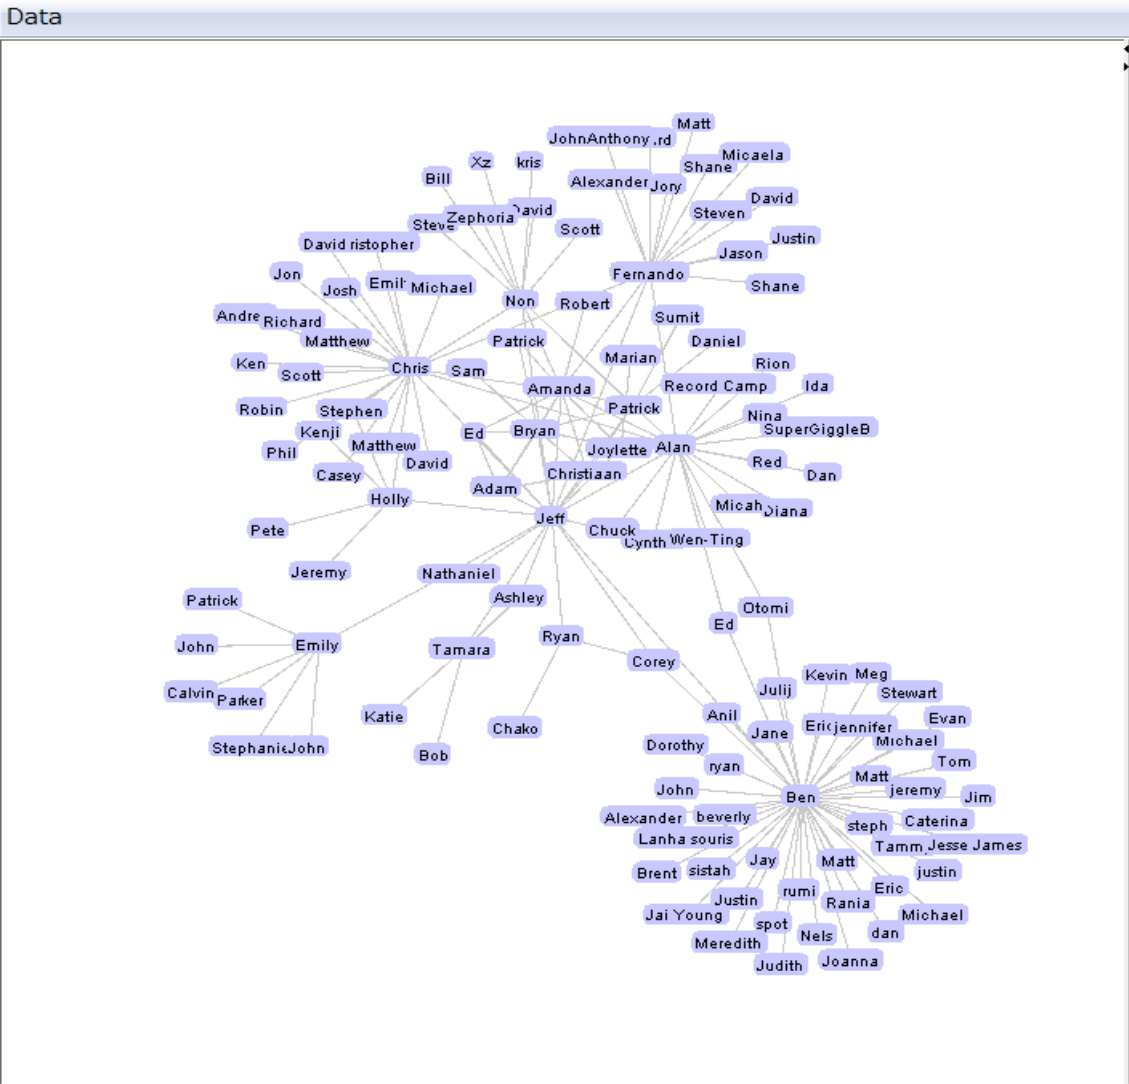 Data
Matt
JohnAnthony
Micaela
Xz
kris
Shane
Bill
Alexander
Jory
David
Zephoria
Steven
Scott
Justin
David
Jason
Jon
Fernando
Emil
Michael
Josh
Shane
Non
Robert
Richard
Sumit
Matthew
Patrick
Daniel
Marian
Ken
Chris
Sam
Rion
Scott
Amanda
Record Camp
Ida
Robin
Stephen
Patrick
Nina
SuperGiggleB
Kenji
Ed
Bryan
Matthew
Joylette
Alan
Phil
David
Red
Casey
Christiaan
Dan
Adam
Holly
Micah
Jeff
Pete
Chuck
Wen-Ting
Jeremy
Nathaniel
Patrick
Ashley
Otomi
Ed
Ryan
John
Emily
Tamara
Corey
Kevin
Meg
Julij
Stewart
Calvin
Parker
Katie
Anil
Evan
Chako
Jane
jennifer
Michael
John
Bob
Dorothy
Tom
ryan
Matt
John
jeremy
Ben
Jim
Alexander
beverly
Caterina
steph
Lanha souris
Jesse James
Jay
Matt
Brent
sistah
justin
rumi
Eric
Justin
Rania
Jai Young
Michael
spot
Nels
dan
Meredith
Judith
Joanna